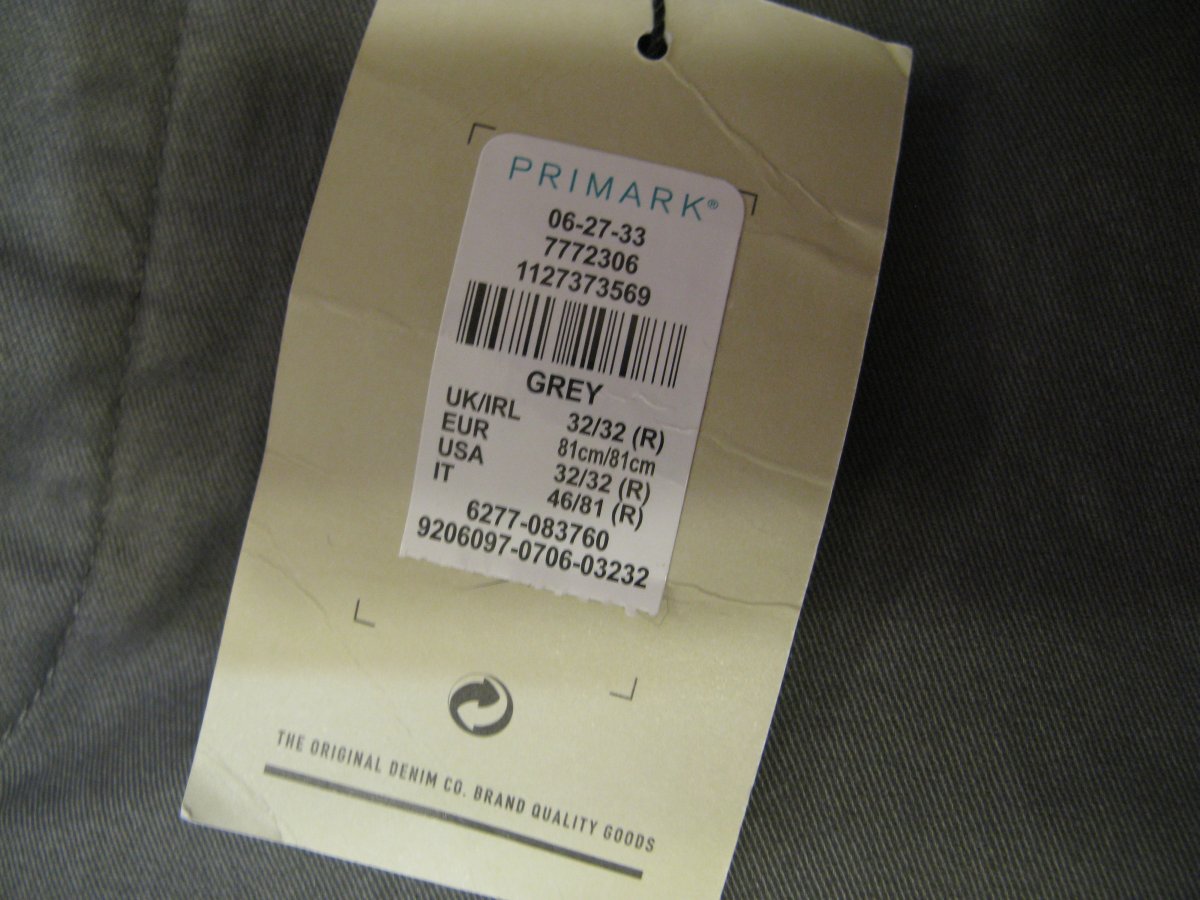 PRIMARK®
06-27-33
7772306
1127373569
GREY
UK/IRL 32/32 (R)
EUR 81cm/81cm
USA 32/32 (R)
IT 46/81 (R)
6277-083760
9206097-0706-03232
THE ORIGINAL DENIM CO. BRAND QUALITY GOODS